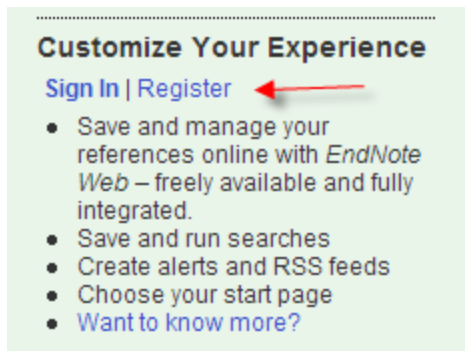 Customize Your Experience
Sign In | Register
• Save and manage your
references online with EndNote
Web – freely available and fully
integrated.
• Save and run searches
• Create alerts and RSS feeds
• Choose your start page
• Want to know more?